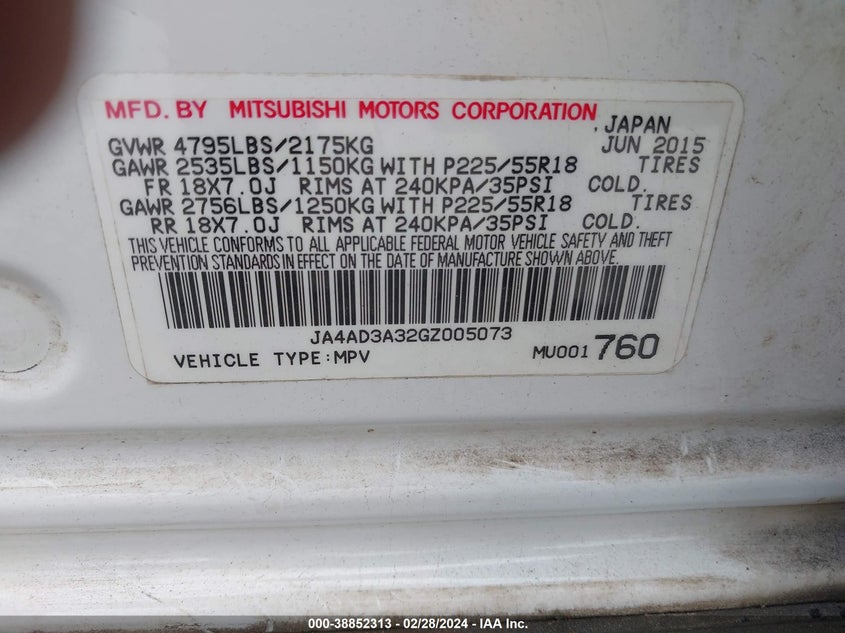 MFD. BY MITSUBISHI MOTORS CORPORATION
. JAPAN
GVWR 4795LBS/2175KG JUN 2015
GAWR 2535LBS/1150KG WITH P225/55R18 TIRES
FR 18X7.0J RIMS AT 240KPA/35PSI COLD.
GAWR 2756LBS/1250KG WITH P225/55R18 TIRES
RR 18X7.0J RIMS AT 240KPA/35PSI COLD.
THIS VEHICLE CONFORMS TO ALL APPLICABLE FEDERAL MOTOR VEHICLE SAFETY AND THEFT
PREVENTION STANDARDS IN EFFECT ON THE DATE OF MANUFACTURE SHOWN ABOVE.
JA4AD3A32GZ005073
VEHICLE TYPE:MPV MU001 760
000-38852313 - 02/28/2024 - IAA Inc.